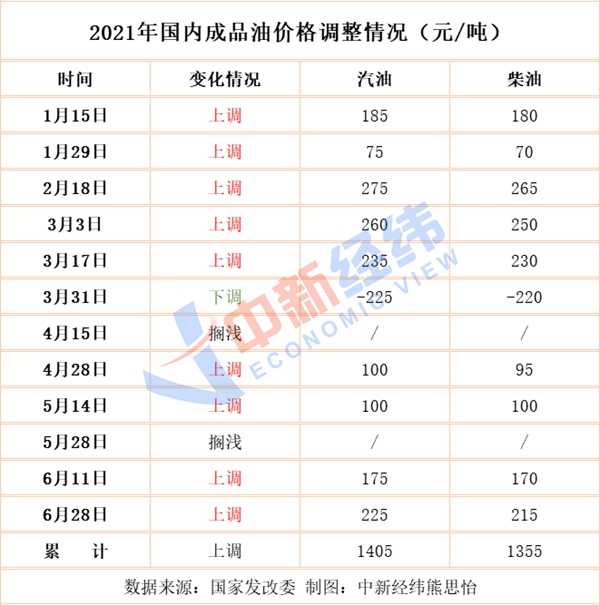 2021年国内成品油价格调整情况（元/吨）
时间 变化情况 汽油 柴油
1月15日 上调 185 180
1月29日 上调 75 70
2月18日 上调 275 265
3月3日 上调 260 250
3月17日 上调 235 230
3月31日 下调 -225 -220
4月15日 搁浅 / /
4月28日 上调 100 95
5月14日 上调 100 100
5月28日 搁浅 / /
6月11日 上调 175 170
6月28日 上调 225 215
累 计 上调 1405 1355
数据来源：国家发改委 制图：中新经纬熊思怡
中新经纬
ECONOMIC VIEW